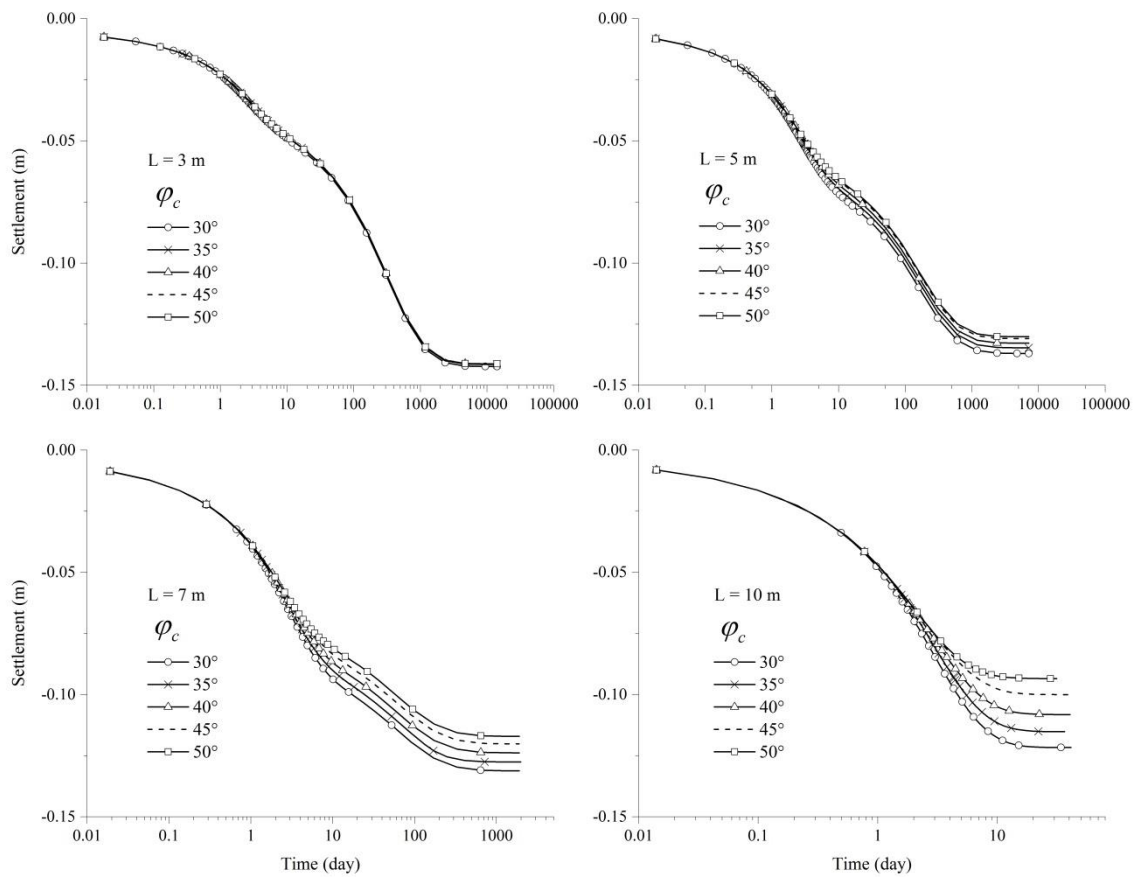 0.00
-0.05
-0.10
-0.15
Settlement (m)
L = 3 m
φc
30°
35°
40°
45°
50°
0.01 0.1 1 10 100 1000 10000 100000
0.00
-0.05
-0.10
-0.15
Settlement (m)
L = 5 m
φc
30°
35°
40°
45°
50°
0.01 0.1 1 10 100 1000 10000 100000
0.00
-0.05
-0.10
-0.15
Settlement (m)
L = 7 m
φc
30°
35°
40°
45°
50°
0.01 0.1 1 10 100 1000
Time (day)
0.00
-0.05
-0.10
-0.15
Settlement (m)
L = 10 m
φc
30°
35°
40°
45°
50°
0.01 0.1 1 10
Time (day)